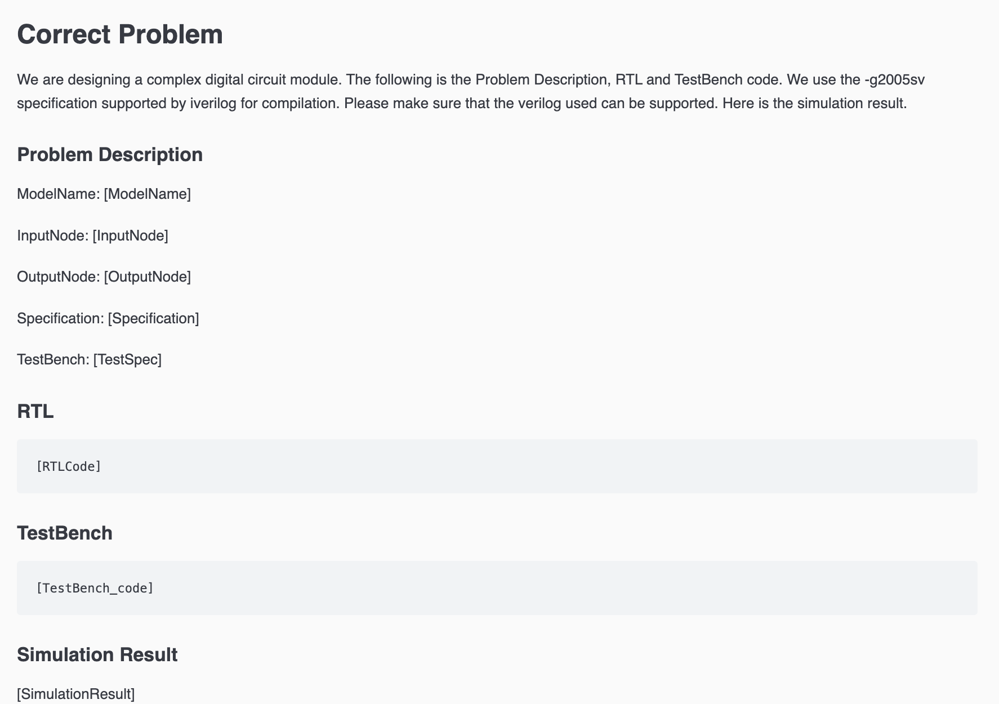 Correct Problem
We are designing a complex digital circuit module. The following is the Problem Description, RTL and TestBench code. We use the -g2005sv
specification supported by iverilog for compilation. Please make sure that the verilog used can be supported. Here is the simulation result.
Problem Description
ModelName: [ModelName]
InputNode: [InputNode]
OutputNode: [OutputNode]
Specification: [Specification]
TestBench: [TestSpec]
RTL
[RTLCode]
TestBench
[TestBench_code]
Simulation Result
[SimulationResult]